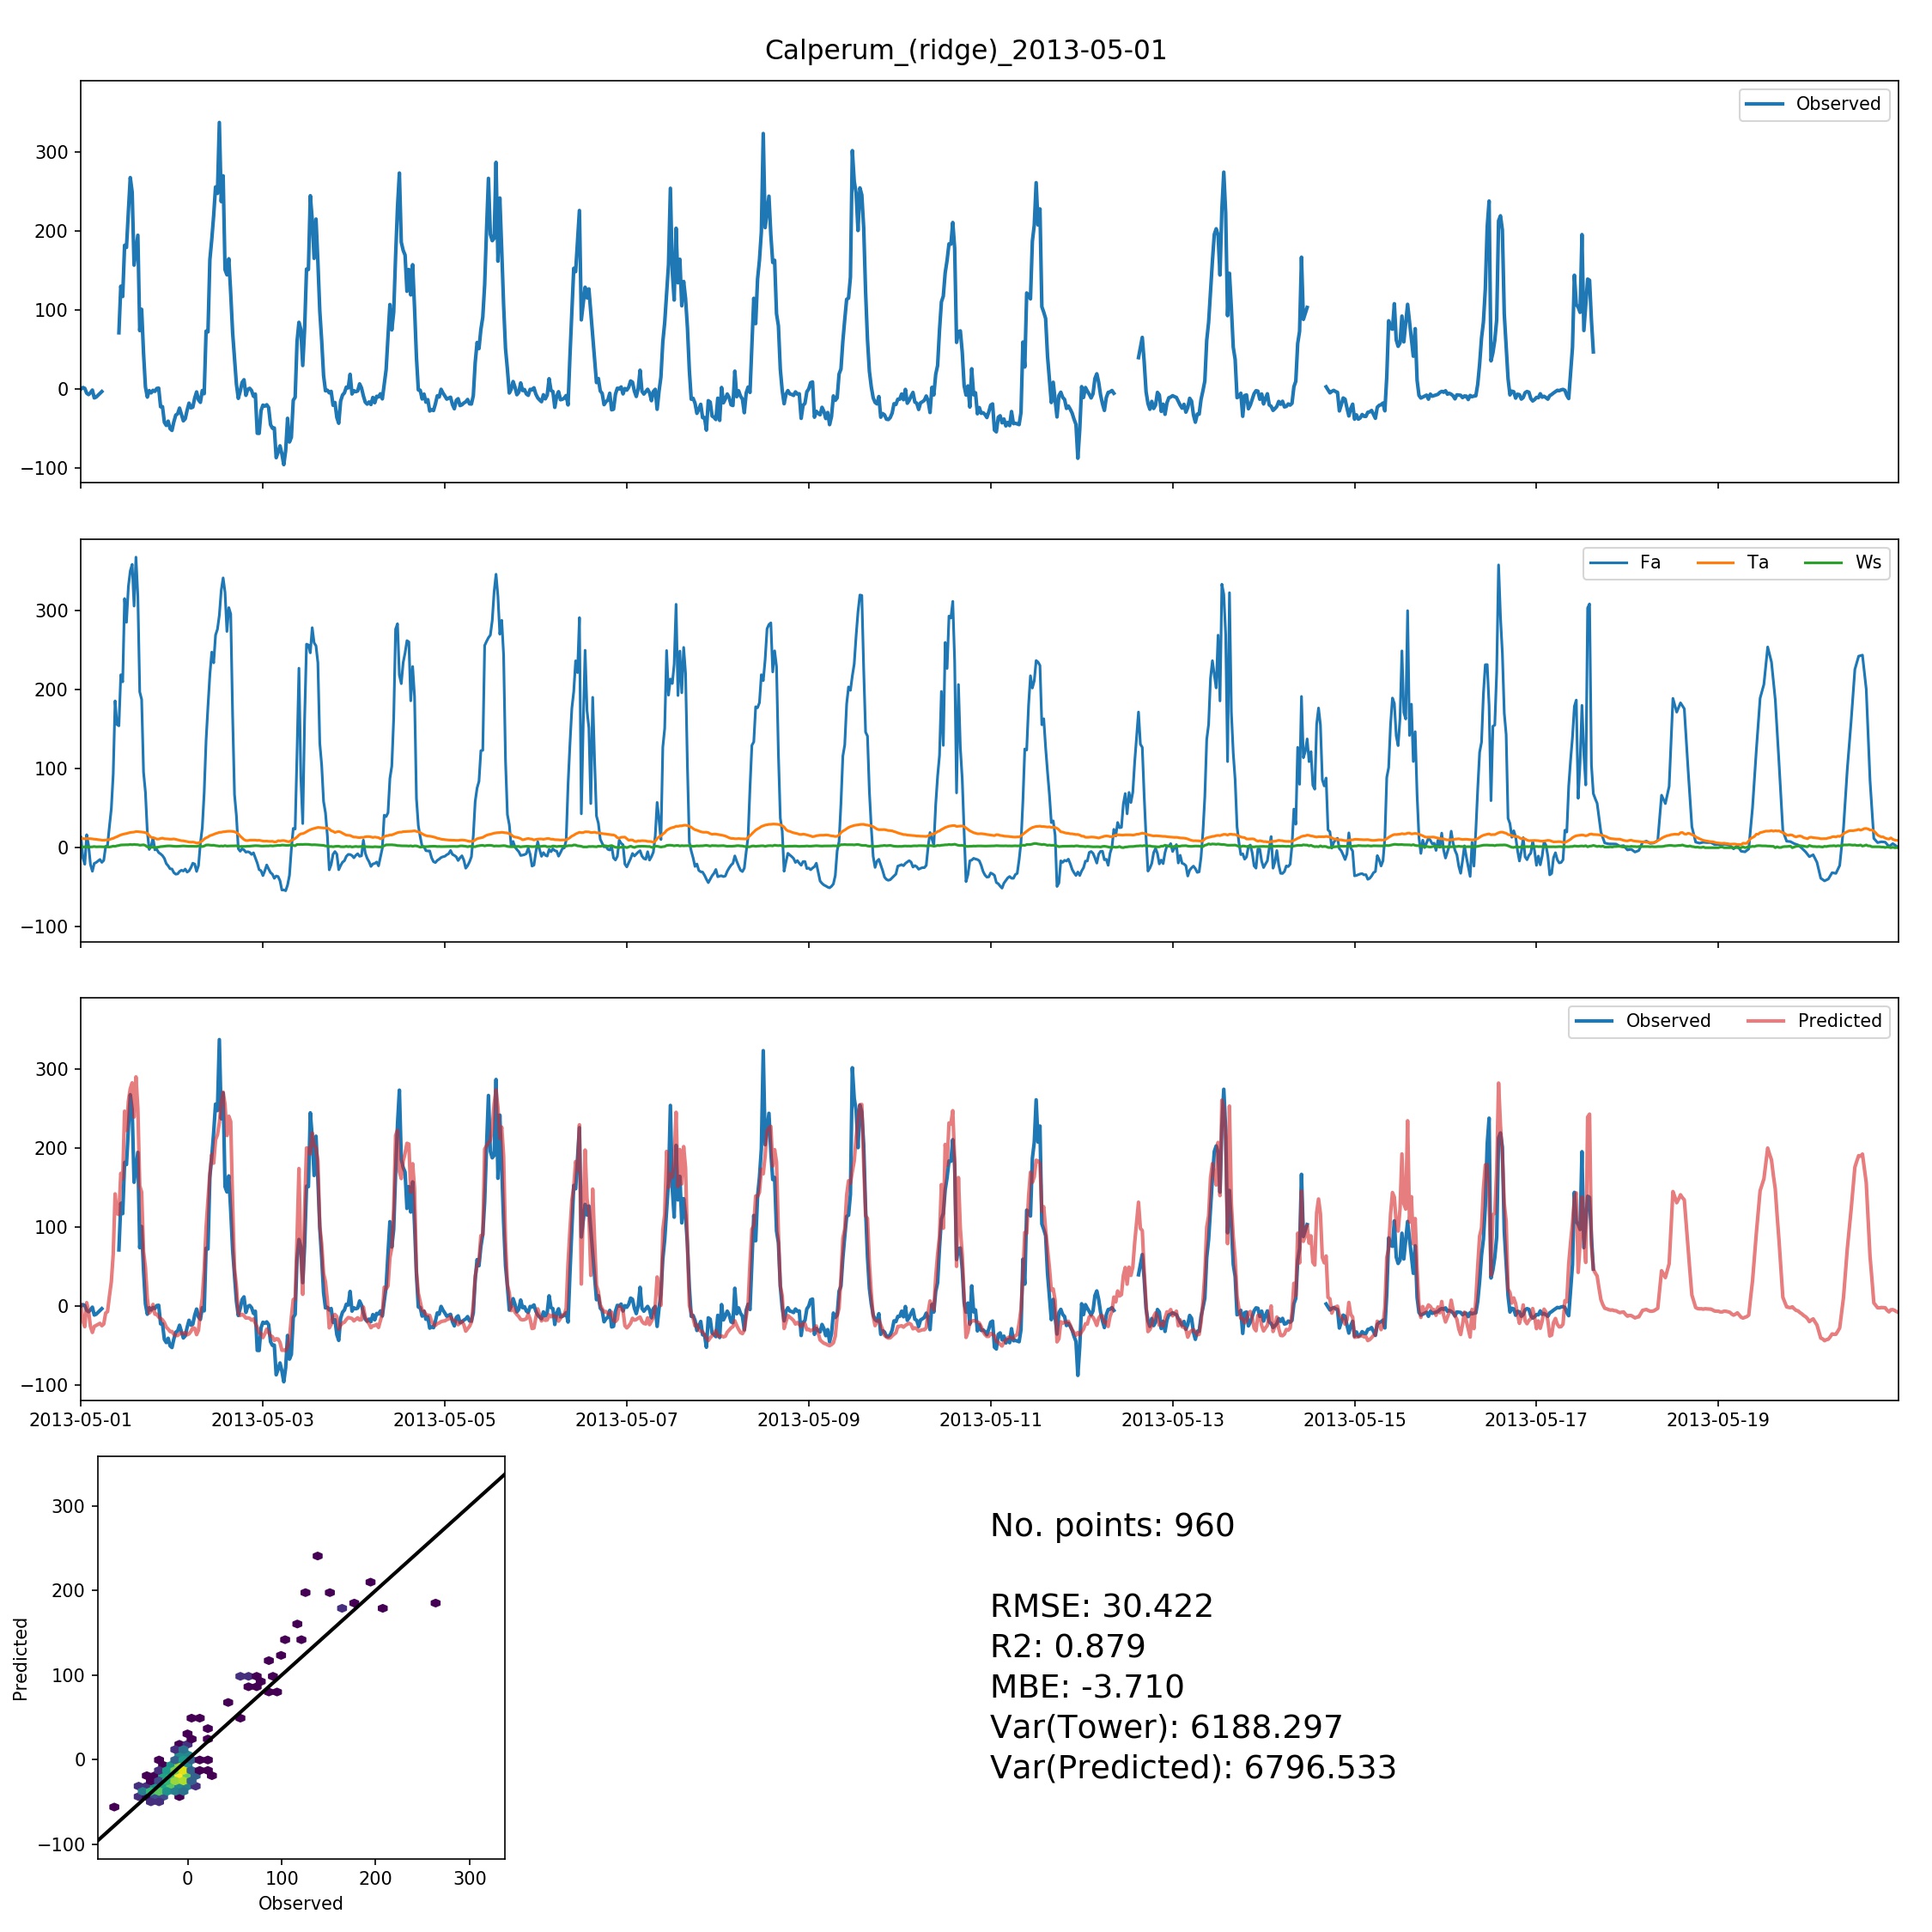 Calperum_(ridge)_2013-05-01
Observed
300
200
100
0
−100
Fa Ta Ws
300
200
100
0
−100
Observed Predicted
300
200
100
0
−100
2013-05-01 2013-05-03 2013-05-05 2013-05-07 2013-05-09 2013-05-11 2013-05-13 2013-05-15 2013-05-17 2013-05-19
300
200
100
0
−100
Predicted
0 100 200 300
Observed
No. points: 960
RMSE: 30.422
R2: 0.879
MBE: -3.710
Var(Tower): 6188.297
Var(Predicted): 6796.533